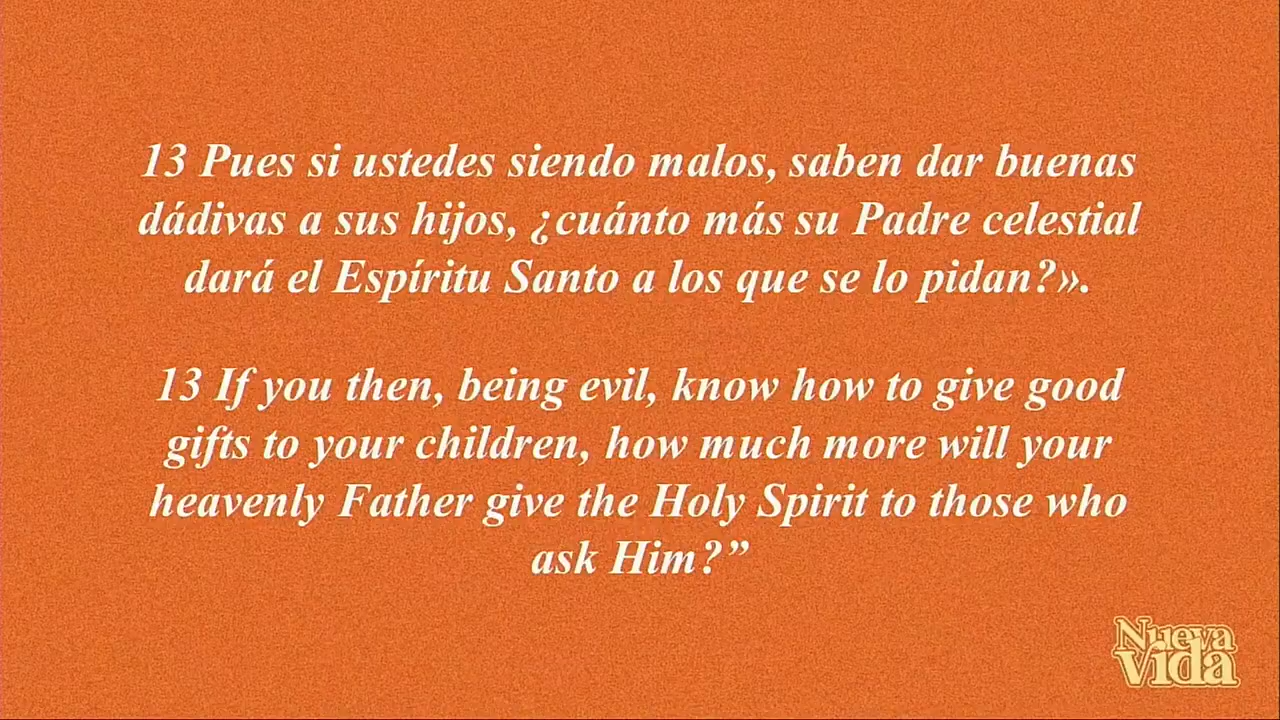 13 Pues si ustedes siendo malos, saben dar buenas
dádivas a sus hijos, ¿cuánto más su Padre celestial
dará el Espíritu Santo a los que se lo pidan?».
13 If you then, being evil, know how to give good
gifts to your children, how much more will your
heavenly Father give the Holy Spirit to those who
ask Him?”
Nueva
Vida